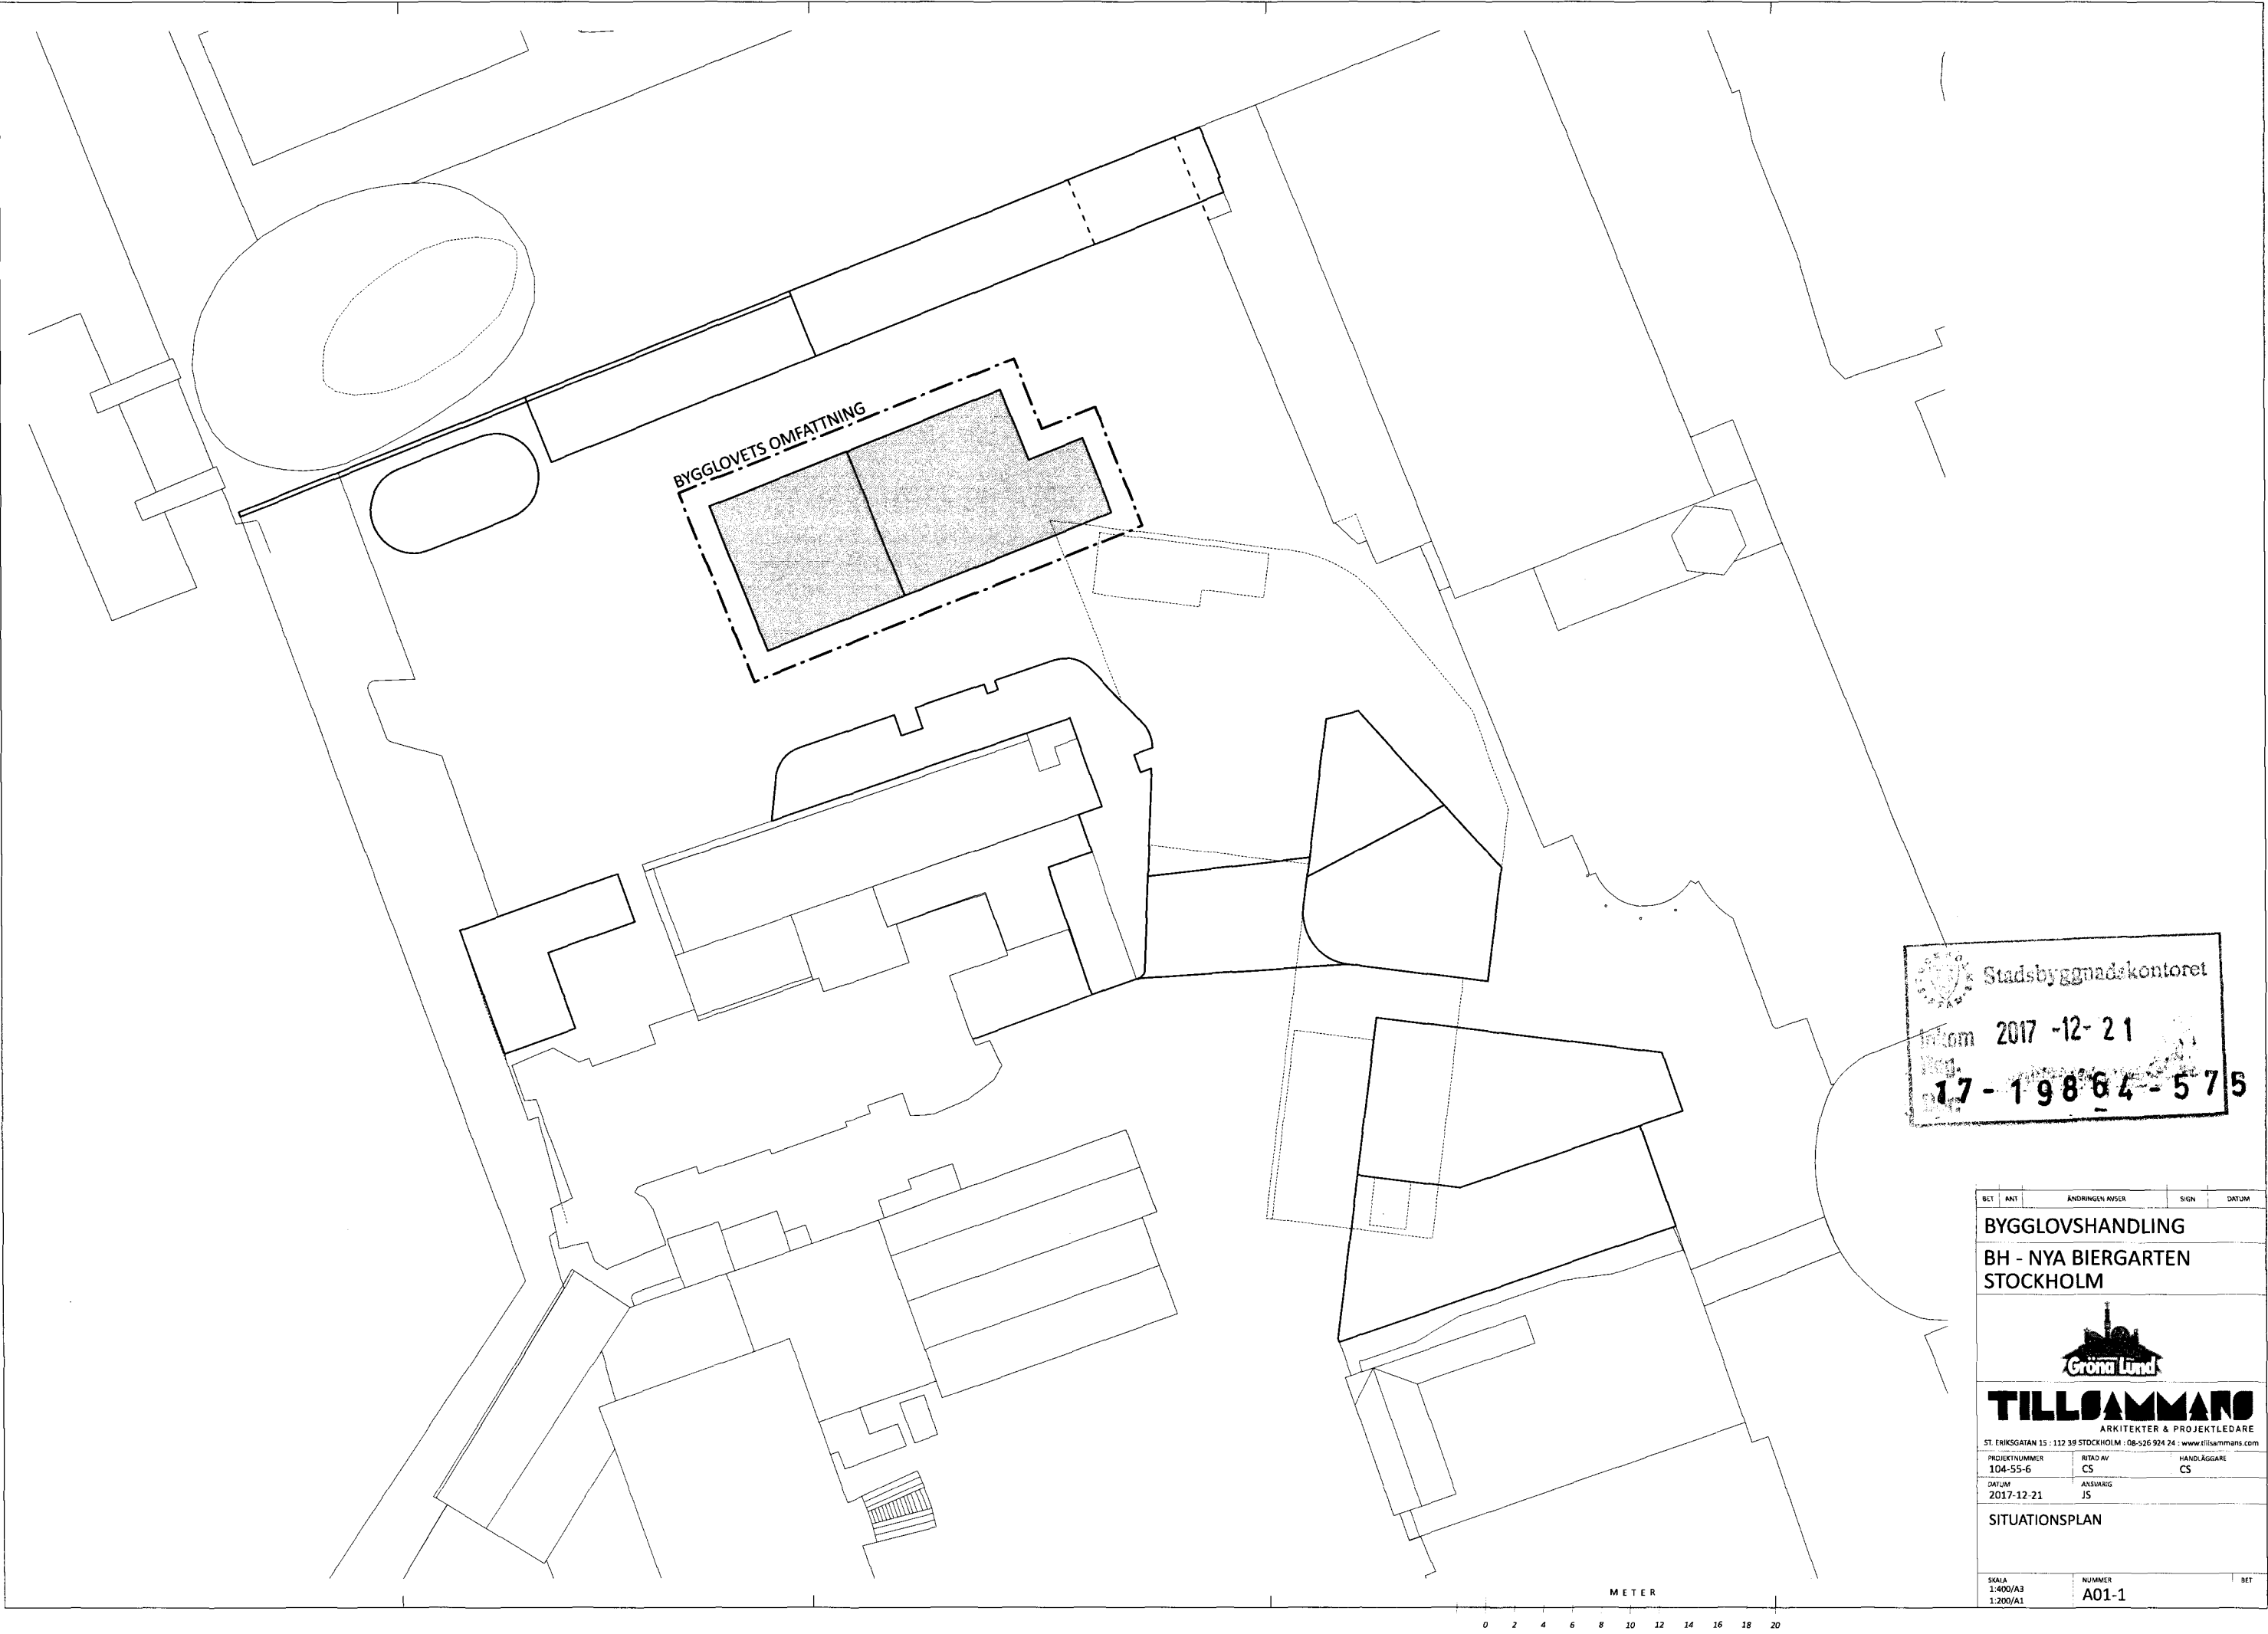 BYGGLOVETS OMFATTNING
Stadsbyggnadskontoret
Inkom 2017 -12- 21
17 - 19864 - 575
BET ANT ÄNDRINGEN AVSER SIGN DATUM
BYGGLOVSHANDLING
BH - NYA BIERGARTEN
STOCKHOLM
Gröna Lund
TILLSAMMANS
ARKITEKTER & PROJEKTLEDARE
ST. ERIKSGATAN 15 : 112 39 STOCKHOLM : 08-526 924 24 : www.tillsammans.com
PROJEKTNUMMER RITAD AV HANDLÄGGARE
104-55-6 CS CS
DATUM ANSVARIG
2017-12-21 JS
SITUATIONSPLAN
SKALA NUMMER BET
1:400/A3
1:200/A1 A01-1
METER
0 2 4 6 8 10 12 14 16 18 20